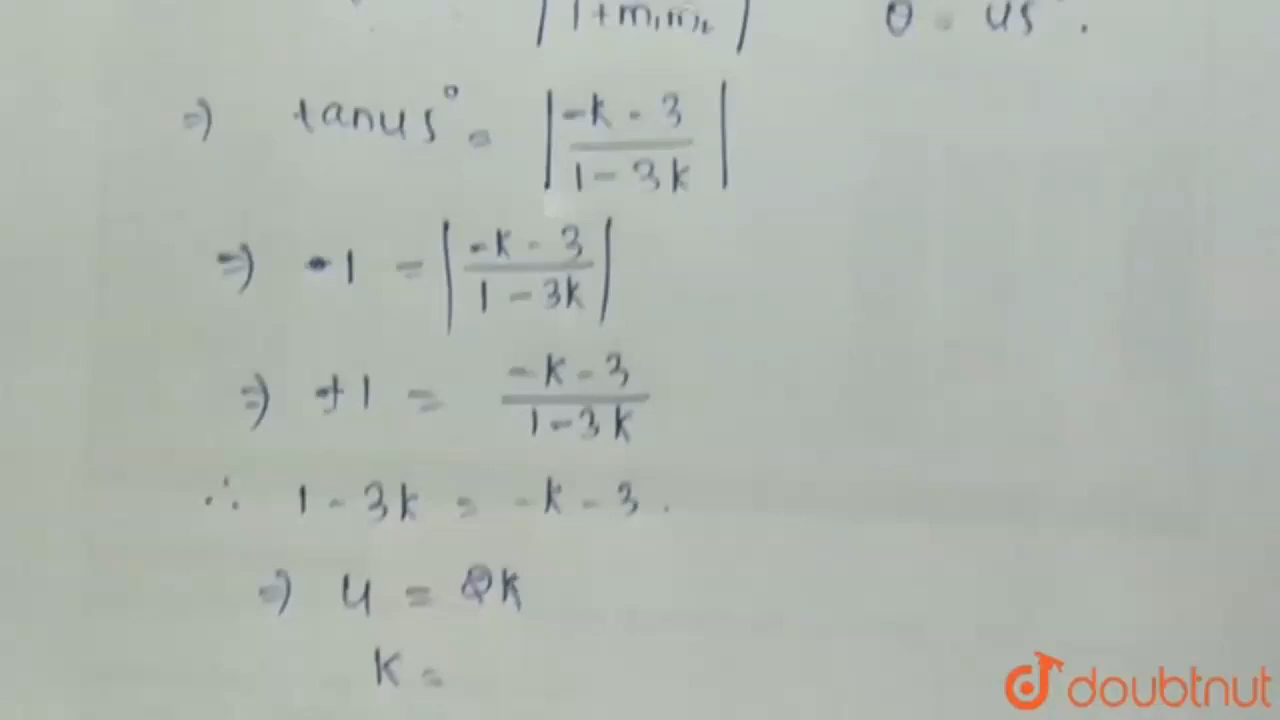 | 1 + m₁m₂ | θ = 45°.
⇒ tan45° = | -k - 3 / 1 - 3k |
⇒ -1 = | -k - 3 / 1 - 3k |
⇒ +1 = -k - 3 / 1 - 3k
∴ 1 - 3k = -k - 3.
⇒ 4 = 2k
k =
doubtnut